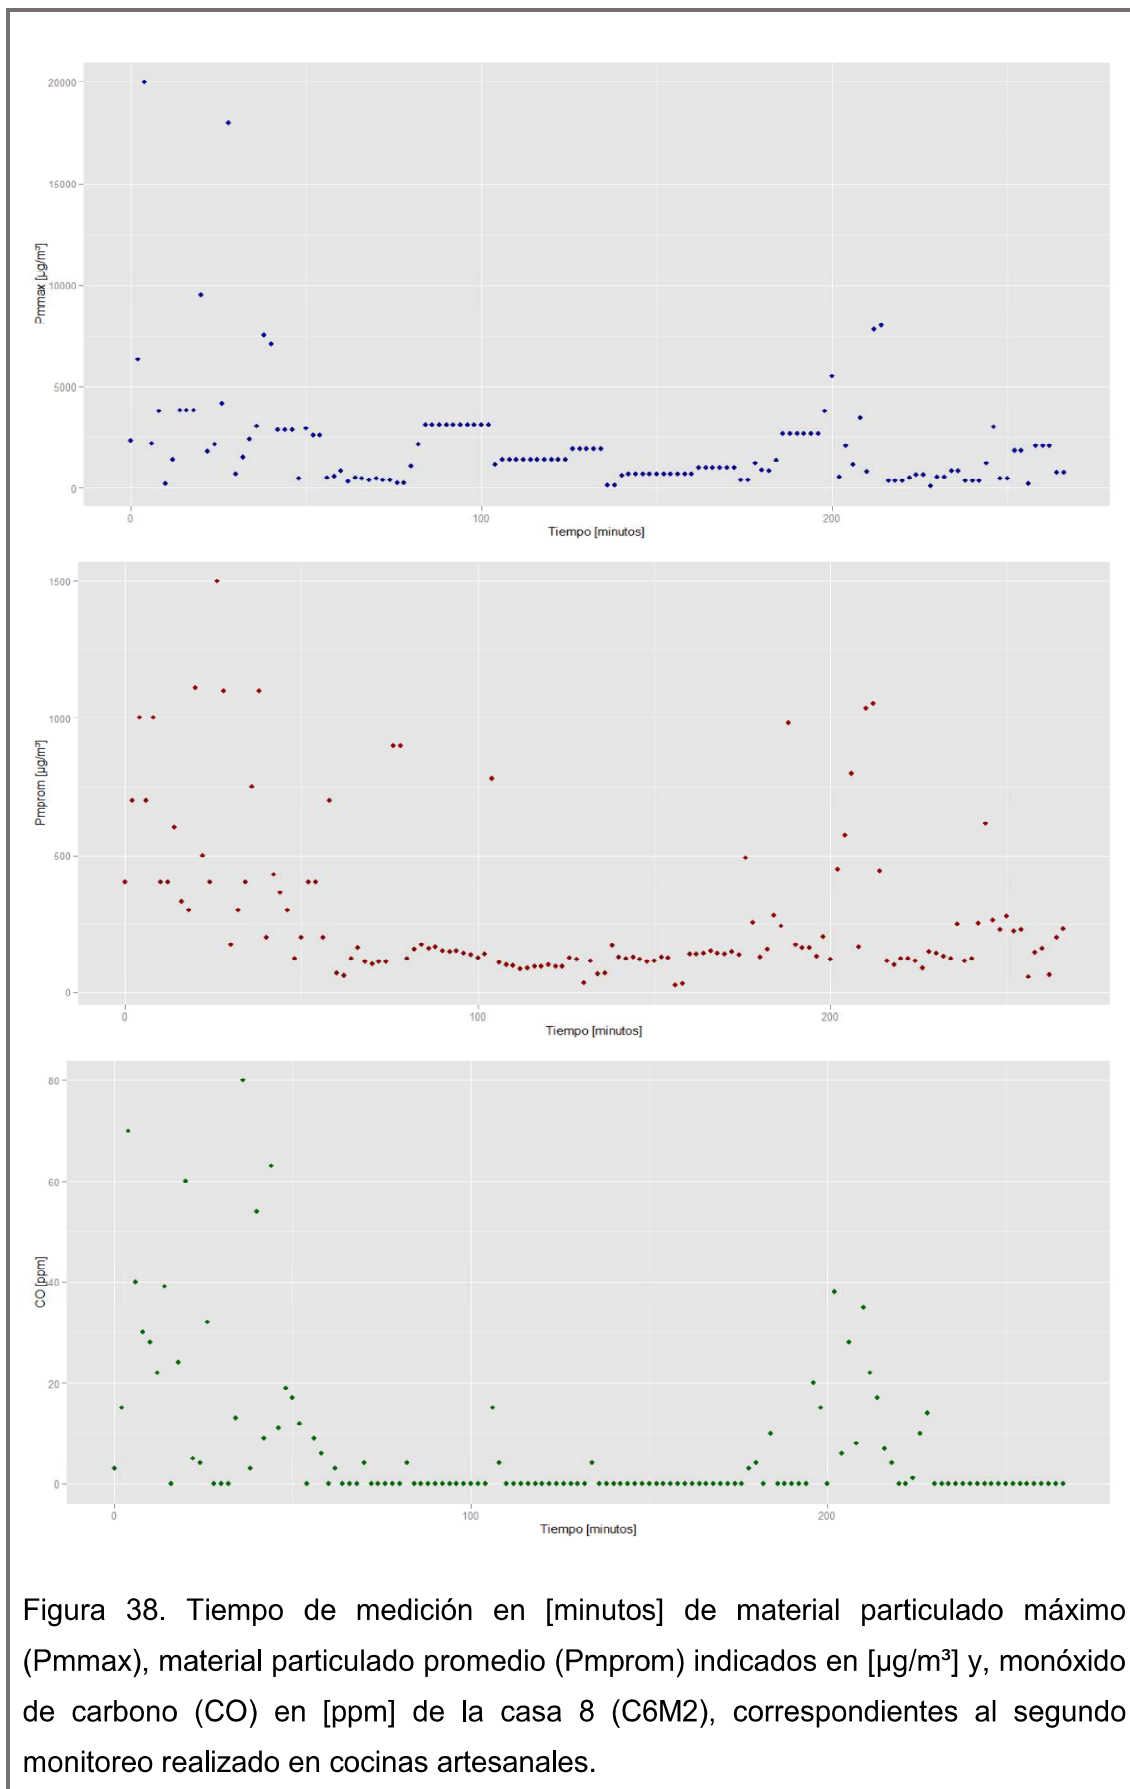 20000
15000
10000
5000
0
Pmmax [µg/m³]
0 100 200
Tiempo [minutos]
1500
1000
500
0
Pmprom [µg/m³]
0 100 200
Tiempo [minutos]
80
60
40
20
0
CO [ppm]
0 100 200
Tiempo [minutos]
Figura 38. Tiempo de medición en [minutos] de material particulado máximo
(Pmmax), material particulado promedio (Pmprom) indicados en [µg/m³] y, monóxido
de carbono (CO) en [ppm] de la casa 8 (C6M2), correspondientes al segundo
monitoreo realizado en cocinas artesanales.